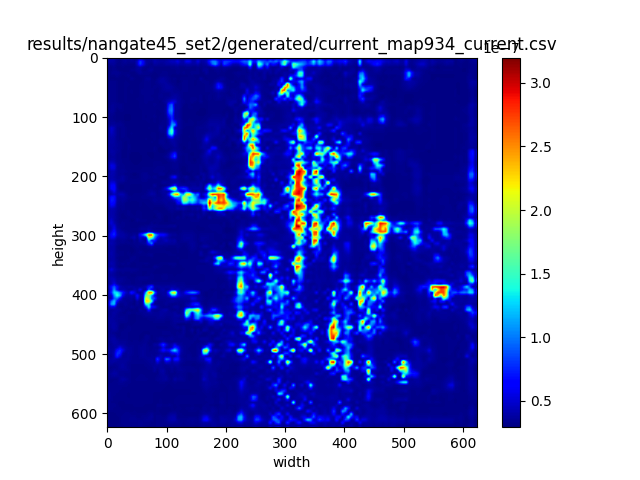 results/nangate45_set2/generated/current_map934_current.csv
1e−7
0
100
200
300
400
500
600
height
0 100 200 300 400 500 600
width
3.0
2.5
2.0
1.5
1.0
0.5